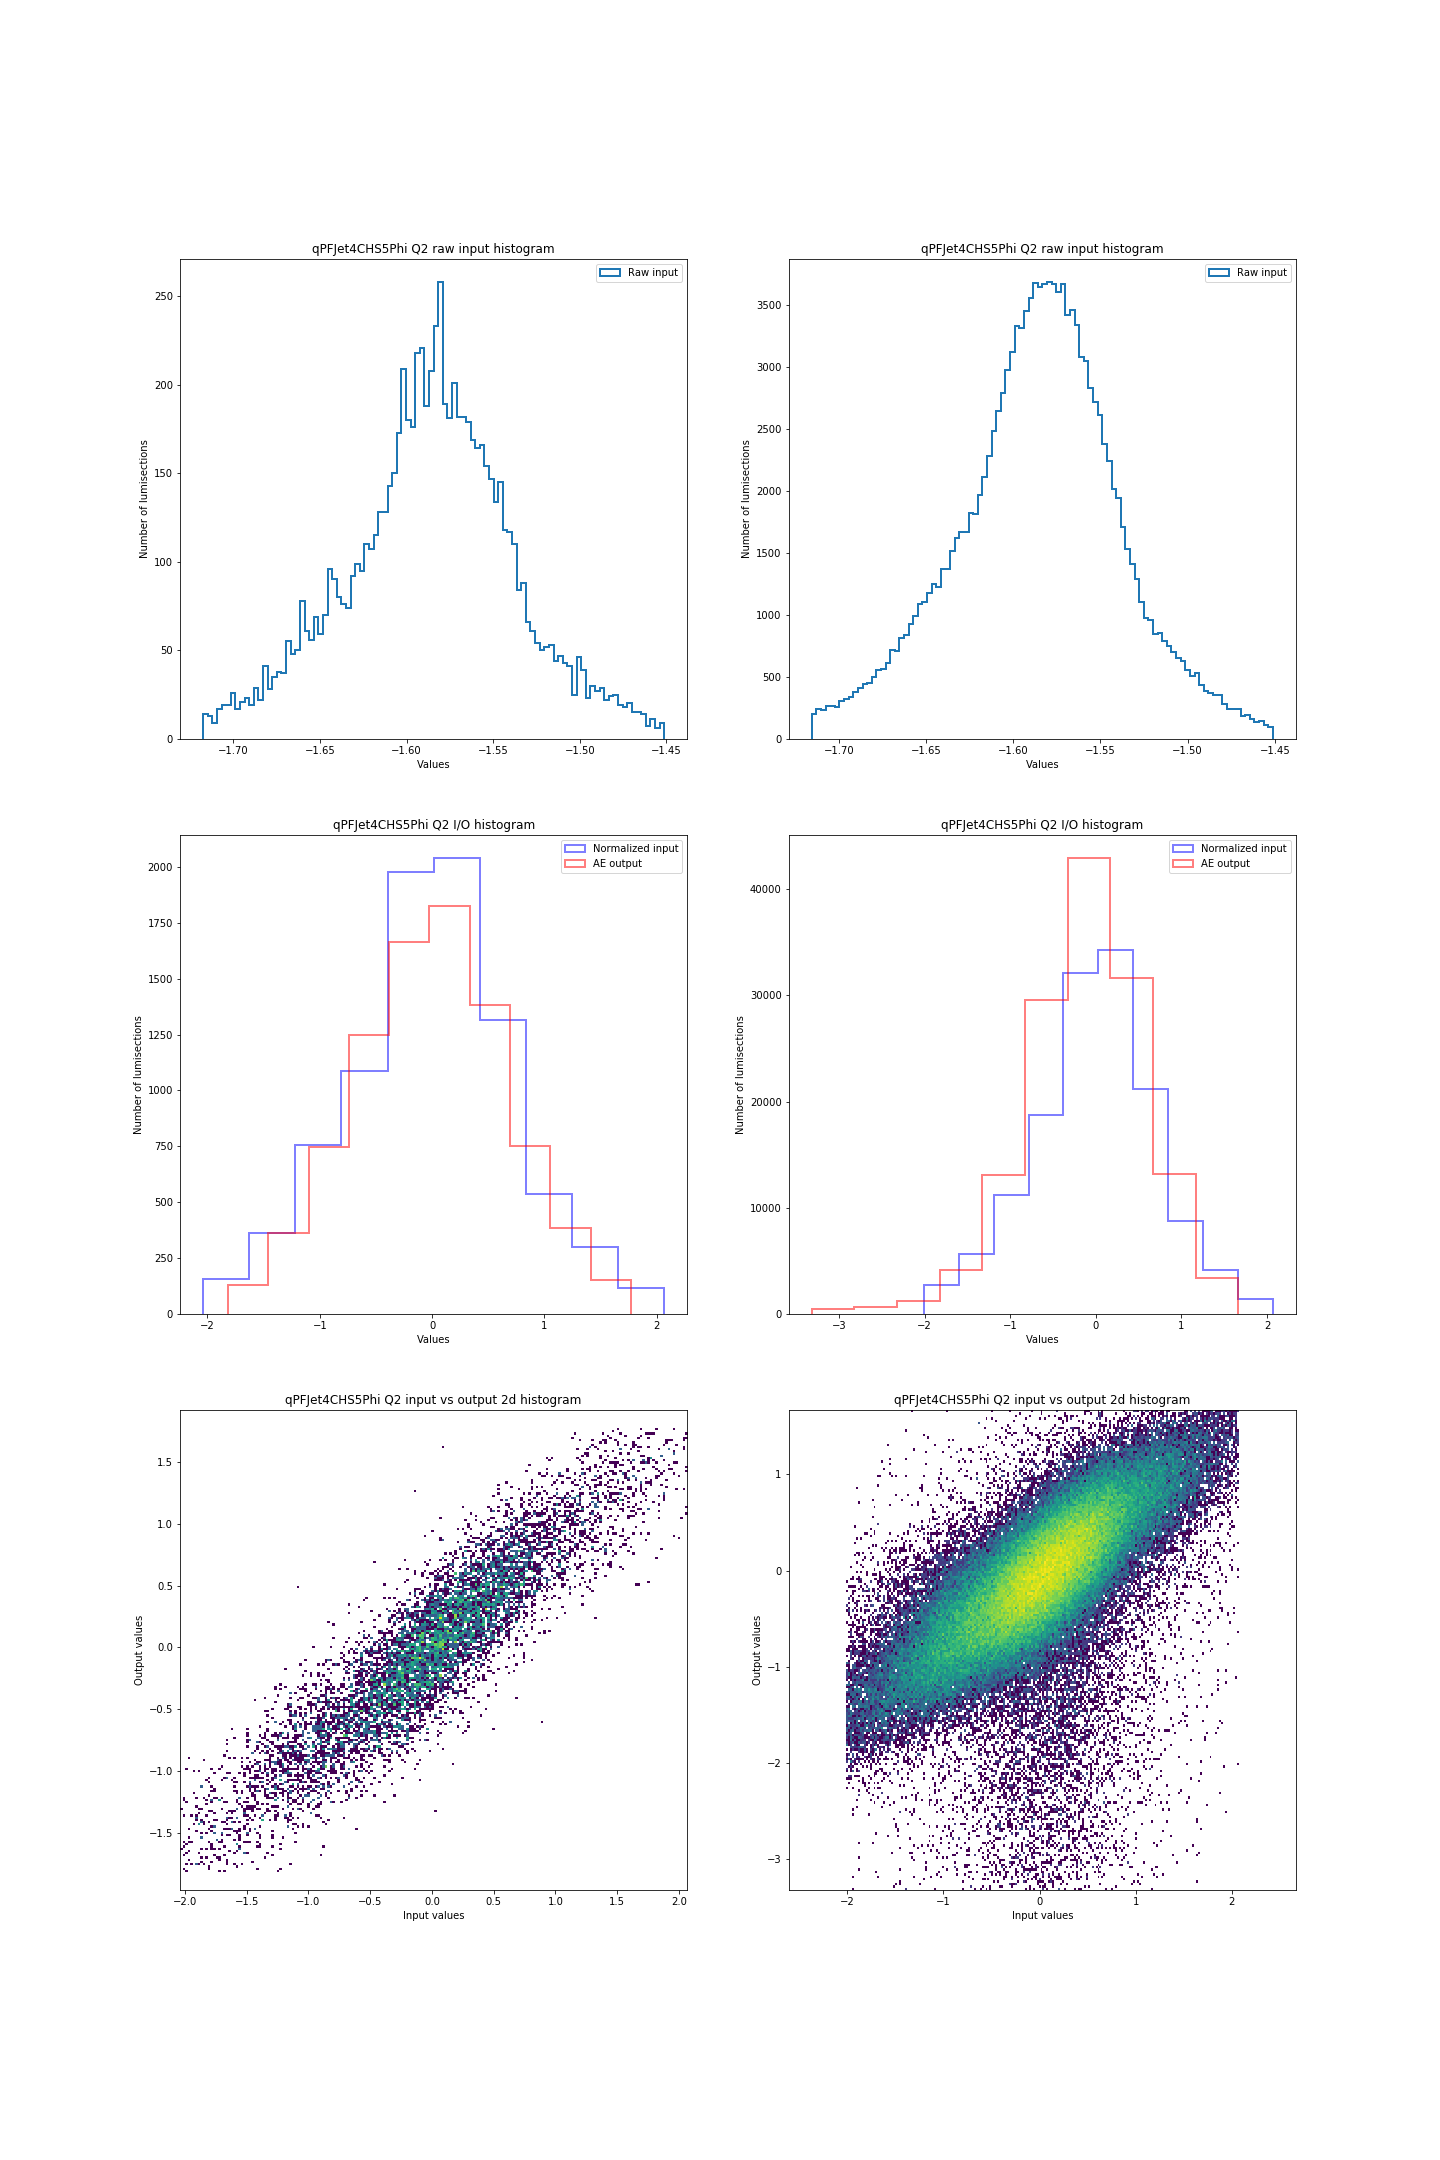 qPFJet4CHS5Phi Q2 raw input histogram
Raw input
Number of lumisections
250
200
150
100
50
0
−1.70 −1.65 −1.60 −1.55 −1.50 −1.45
Values
qPFJet4CHS5Phi Q2 raw input histogram
Raw input
Number of lumisections
3500
3000
2500
2000
1500
1000
500
0
−1.70 −1.65 −1.60 −1.55 −1.50 −1.45
Values
qPFJet4CHS5Phi Q2 I/O histogram
Normalized input
AE output
Number of lumisections
2000
1750
1500
1250
1000
750
500
250
0
−2 −1 0 1 2
Values
qPFJet4CHS5Phi Q2 I/O histogram
Normalized input
AE output
Number of lumisections
40000
30000
20000
10000
0
−3 −2 −1 0 1 2
Values
qPFJet4CHS5Phi Q2 input vs output 2d histogram
Output values
1.5
1.0
0.5
0.0
−0.5
−1.0
−1.5
−2.0 −1.5 −1.0 −0.5 0.0 0.5 1.0 1.5 2.0
Input values
qPFJet4CHS5Phi Q2 input vs output 2d histogram
Output values
1
0
−1
−2
−3
−2 −1 0 1 2
Input values